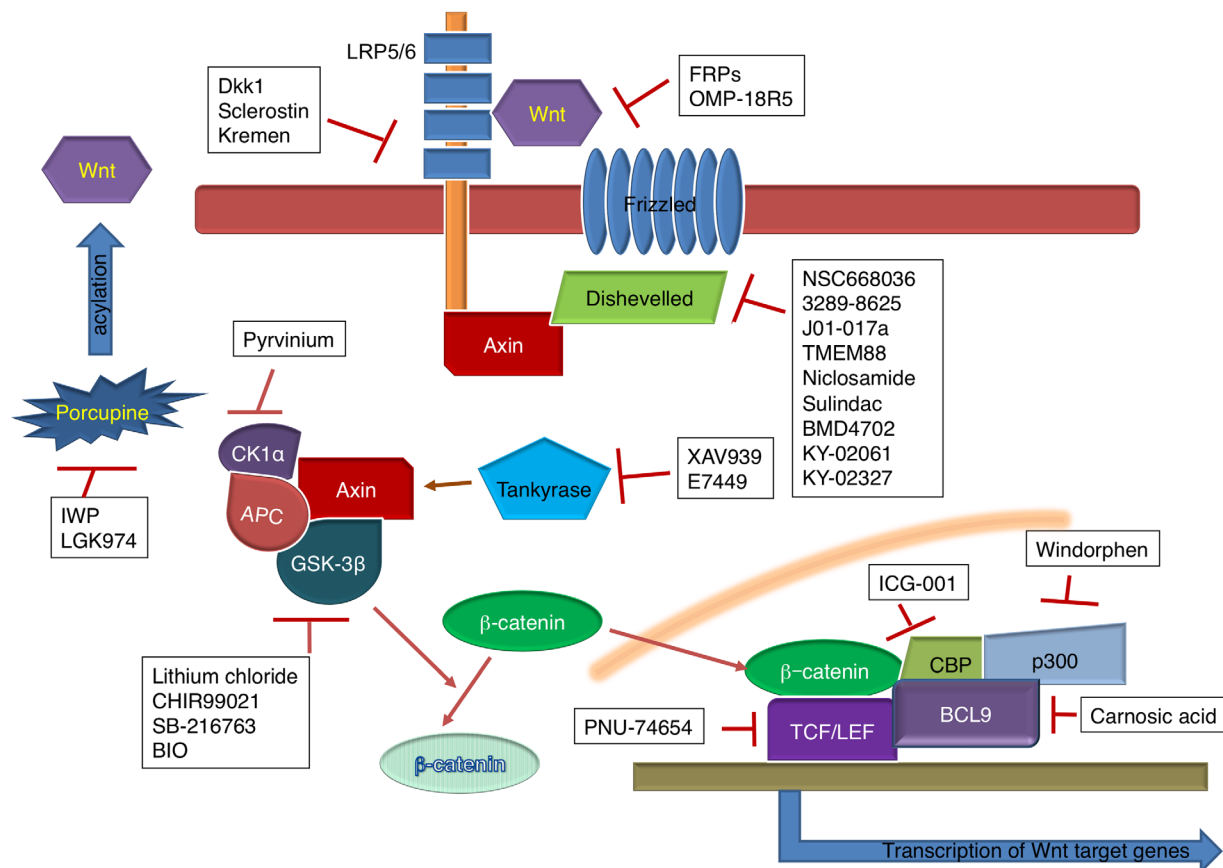 LRP5/6
Dkk1
Sclerostin
Kremen
FRPs
OMP-18R5
Wnt
Wnt
Frizzled
acylation
Dishevelled
NSC668036
3289-8625
J01-017a
TMEM88
Niclosamide
Sulindac
BMD4702
KY-02061
KY-02327
Axin
Pyrvinium
Porcupine
CK1α
XAV939
E7449
Axin
Tankyrase
APC
IWP
LGK974
GSK-3β
Windorphen
ICG-001
β-catenin
Lithium chloride
CHIR99021
SB-216763
BIO
β−catenin
CBP
p300
PNU-74654
TCF/LEF
BCL9
Carnosic acid
β-catenin
Transcription of Wnt target genes